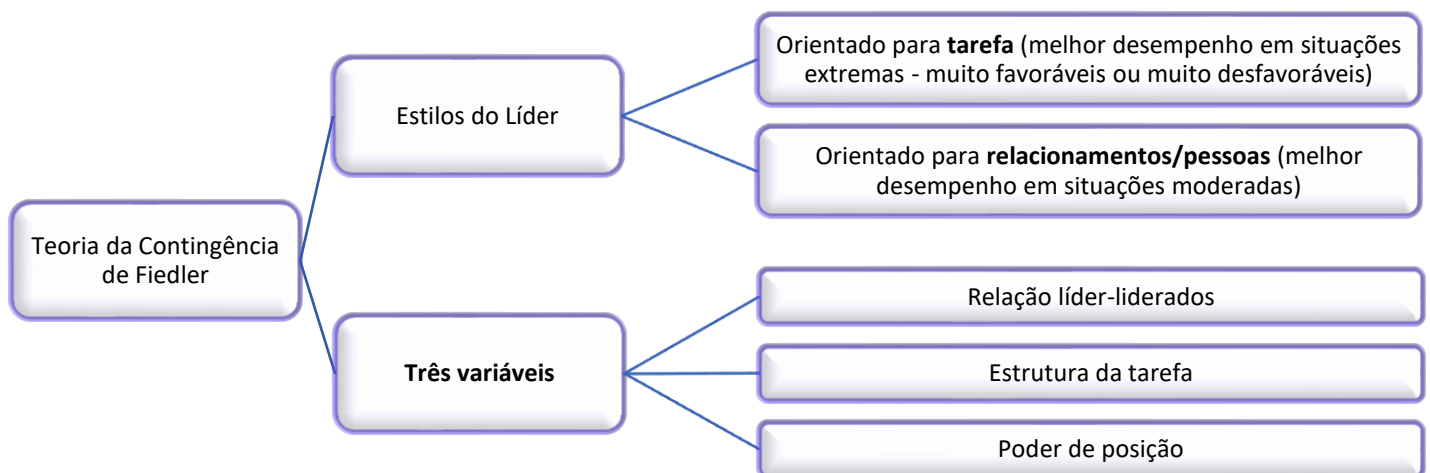 Teoria da Contingência
de Fiedler
Estilos do Líder
Orientado para tarefa (melhor desempenho em situações
extremas - muito favoráveis ou muito desfavoráveis)
Orientado para relacionamentos/pessoas (melhor
desempenho em situações moderadas)
Três variáveis
Relação líder-liderados
Estrutura da tarefa
Poder de posição